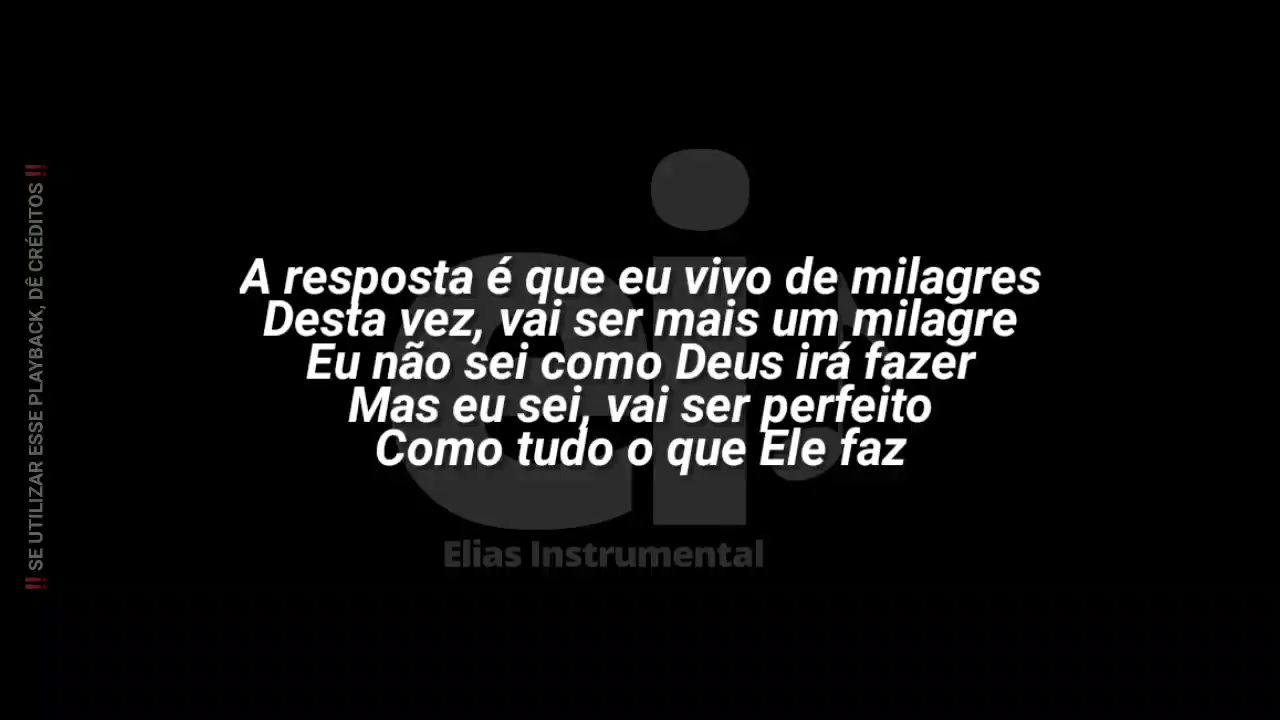 A resposta é que eu vivo de milagres
Desta vez, vai ser mais um milagre
Eu não sei como Deus irá fazer
Mas eu sei, vai ser perfeito
Como tudo o que Ele faz
ei
Elias Instrumental
‼ SE UTILIZAR ESSE PLAYBACK, DÊ CRÉDITOS ‼